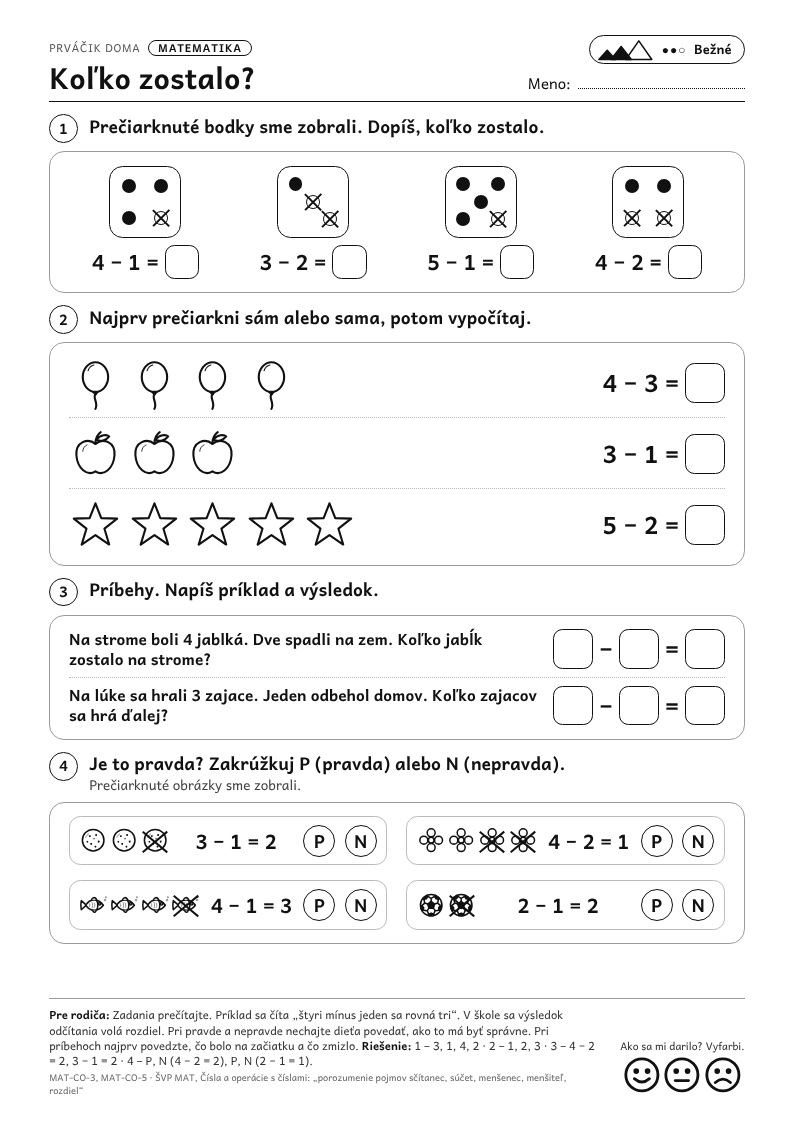 PRVÁČIK DOMA MATEMATIKA
Bežné
Koľko zostalo?
Meno:
1 Prečiarknuté bodky sme zobrali. Dopíš, koľko zostalo.
4 − 1 = 3 − 2 = 5 − 1 = 4 − 2 =
2 Najprv prečiarkni sám alebo sama, potom vypočítaj.
4 − 3 =
3 − 1 =
5 − 2 =
3 Príbehy. Napíš príklad a výsledok.
Na strome boli 4 jablká. Dve spadli na zem. Koľko jabĺk
zostalo na strome?
− =
Na lúke sa hrali 3 zajace. Jeden odbehol domov. Koľko zajacov
sa hrá ďalej?
− =
4 Je to pravda? Zakrúžkuj P (pravda) alebo N (nepravda).
Prečiarknuté obrázky sme zobrali.
3 − 1 = 2 P N 4 − 2 = 1 P N
4 − 1 = 3 P N 2 − 1 = 2 P N
Pre rodiča: Zadania prečítajte. Príklad sa číta „štyri mínus jeden sa rovná tri“. V škole sa výsledok
odčítania volá rozdiel. Pri pravde a nepravde nechajte dieťa povedať, ako to má byť správne. Pri
príbehoch najprv povedzte, čo bolo na začiatku a čo zmizlo. Riešenie: 1 – 3, 1, 4, 2 · 2 – 1, 2, 3 · 3 – 4 − 2
= 2, 3 − 1 = 2 · 4 – P, N (4 − 2 = 2), P, N (2 − 1 = 1).
MAT-CO-3, MAT-CO-5 · ŠVP MAT, Čísla a operácie s číslami: „porozumenie pojmov sčítanec, súčet, menšenec, menšiteľ,
rozdiel“
Ako sa mi darilo? Vyfarbi.